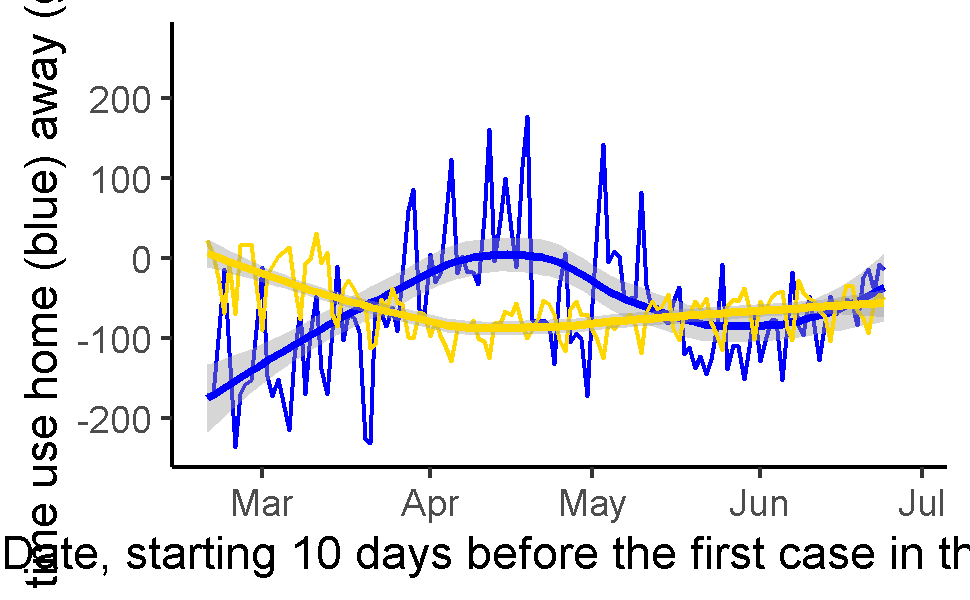 time use home (blue) away (
200
100
0
-100
-200
Mar Apr May Jun Jul
Date, starting 10 days before the first case in th